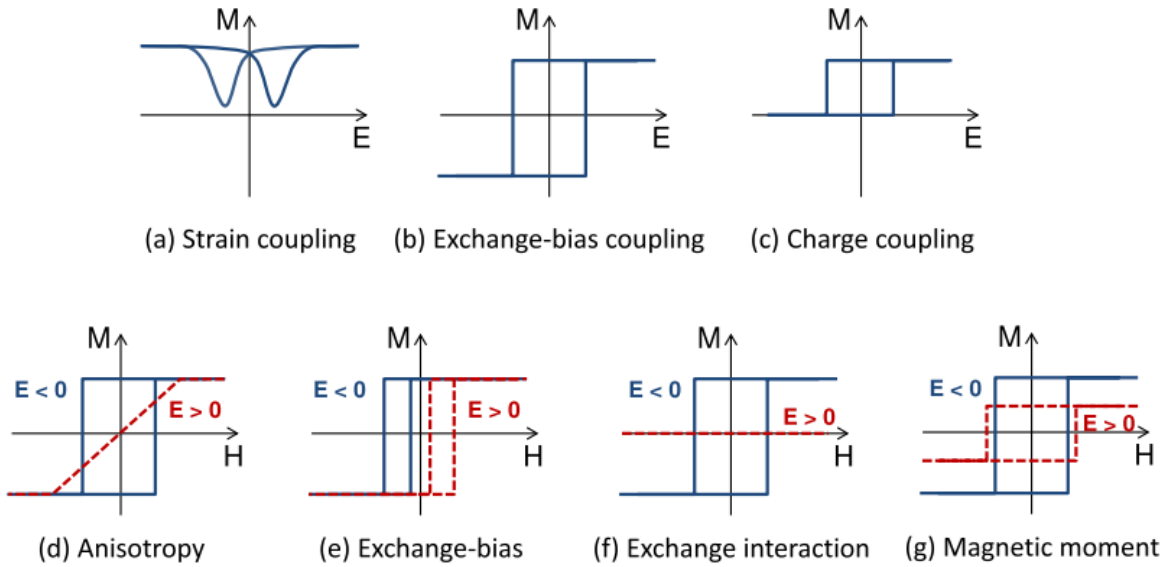 M M M
E E E
(a) Strain coupling (b) Exchange-bias coupling (c) Charge coupling
M M M M
E < 0 E < 0 E < 0 E < 0
E > 0 E > 0 E > 0 E > 0
H H H H
(d) Anisotropy (e) Exchange-bias (f) Exchange interaction (g) Magnetic moment